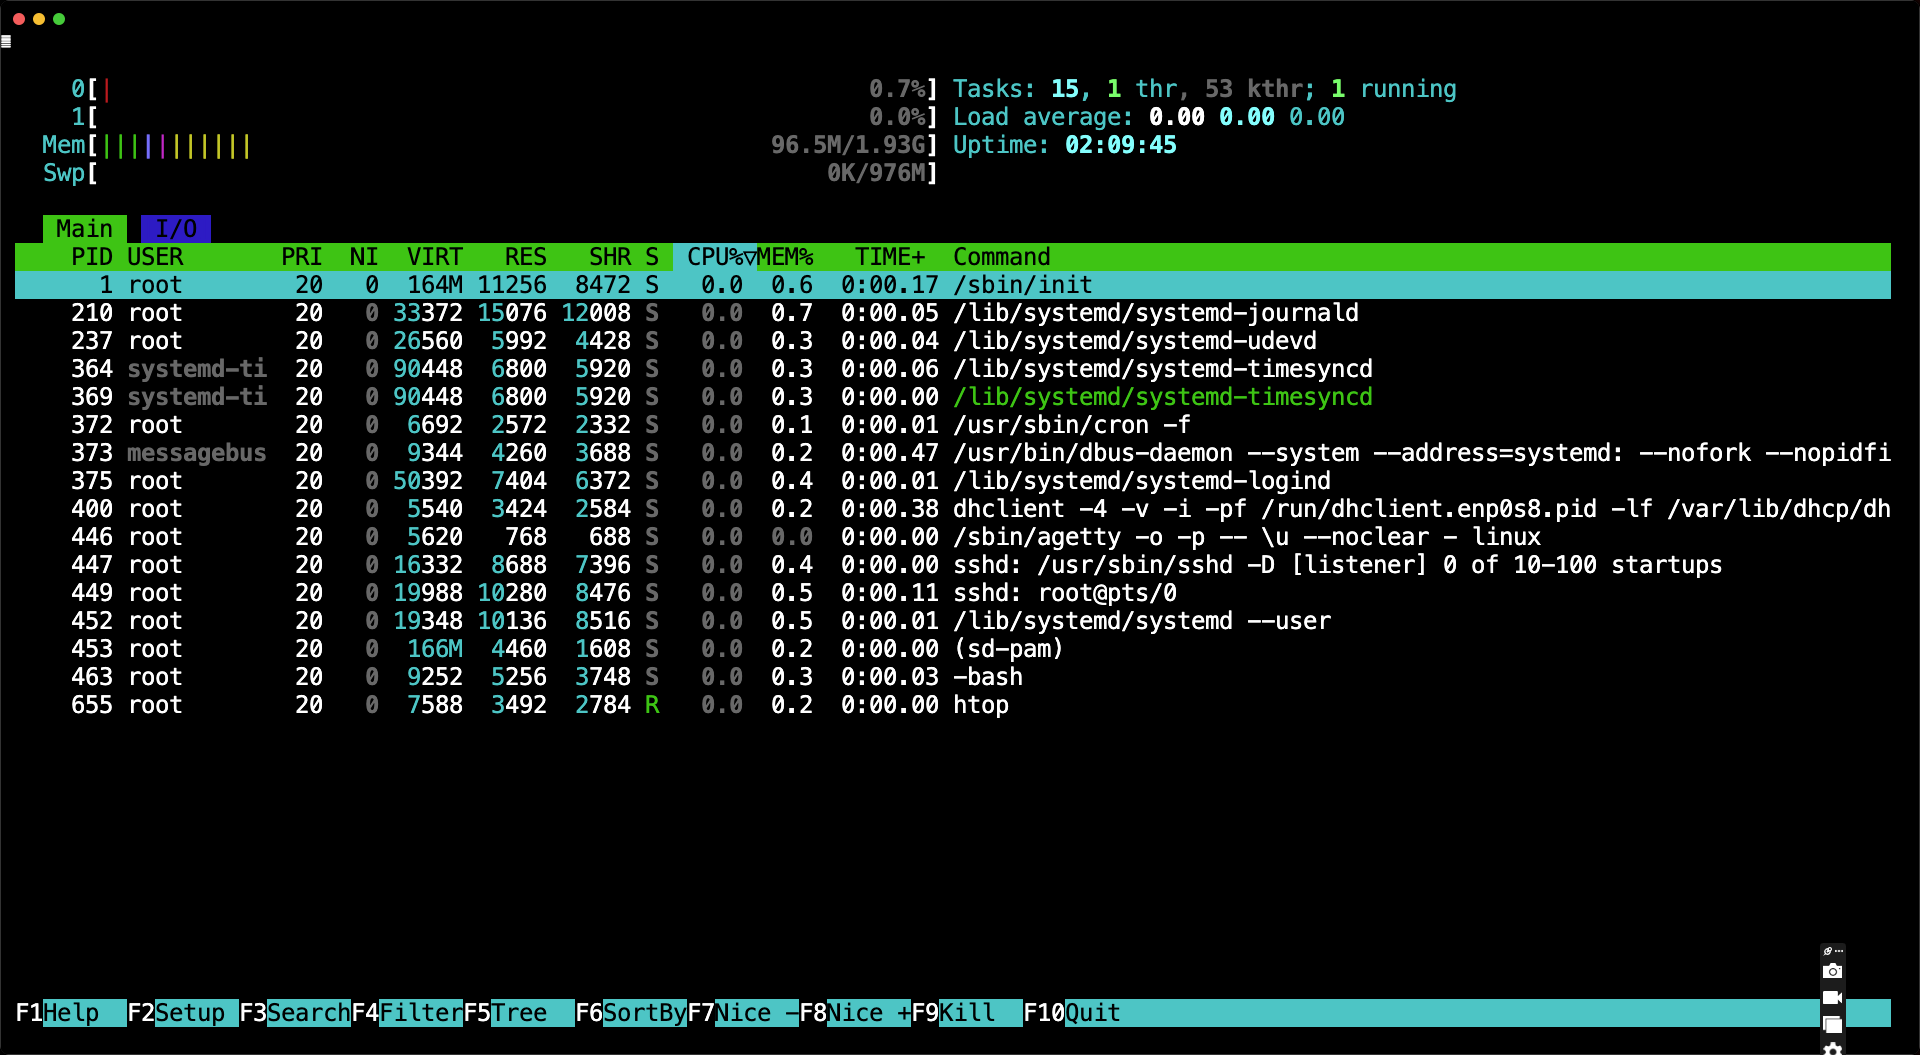 0[| 0.7%] Tasks: 15, 1 thr, 53 kthr; 1 running
1[ 0.0%] Load average: 0.00 0.00 0.00
Mem[||||||||||| 96.5M/1.93G] Uptime: 02:09:45
Swp[ 0K/976M]
Main I/O
PID USER PRI NI VIRT RES SHR S CPU%▽MEM% TIME+ Command
1 root 20 0 164M 11256 8472 S 0.0 0.6 0:00.17 /sbin/init
210 root 20 0 33372 15076 12008 S 0.0 0.7 0:00.05 /lib/systemd/systemd-journald
237 root 20 0 26560 5992 4428 S 0.0 0.3 0:00.04 /lib/systemd/systemd-udevd
364 systemd-ti 20 0 90448 6800 5920 S 0.0 0.3 0:00.06 /lib/systemd/systemd-timesyncd
369 systemd-ti 20 0 90448 6800 5920 S 0.0 0.3 0:00.00 /lib/systemd/systemd-timesyncd
372 root 20 0 6692 2572 2332 S 0.0 0.1 0:00.01 /usr/sbin/cron -f
373 messagebus 20 0 9344 4260 3688 S 0.0 0.2 0:00.47 /usr/bin/dbus-daemon --system --address=systemd: --nofork --nopidfi
375 root 20 0 50392 7404 6372 S 0.0 0.4 0:00.01 /lib/systemd/systemd-logind
400 root 20 0 5540 3424 2584 S 0.0 0.2 0:00.38 dhclient -4 -v -i -pf /run/dhclient.enp0s8.pid -lf /var/lib/dhcp/dh
446 root 20 0 5620 768 688 S 0.0 0.0 0:00.00 /sbin/agetty -o -p -- \u --noclear - linux
447 root 20 0 16332 8688 7396 S 0.0 0.4 0:00.00 sshd: /usr/sbin/sshd -D [listener] 0 of 10-100 startups
449 root 20 0 19988 10280 8476 S 0.0 0.5 0:00.11 sshd: root@pts/0
452 root 20 0 19348 10136 8516 S 0.0 0.5 0:00.01 /lib/systemd/systemd --user
453 root 20 0 166M 4460 1608 S 0.0 0.2 0:00.00 (sd-pam)
463 root 20 0 9252 5256 3748 S 0.0 0.3 0:00.03 -bash
655 root 20 0 7588 3492 2784 R 0.0 0.2 0:00.00 htop
F1Help F2Setup F3SearchF4FilterF5Tree F6SortByF7Nice -F8Nice +F9Kill F10Quit